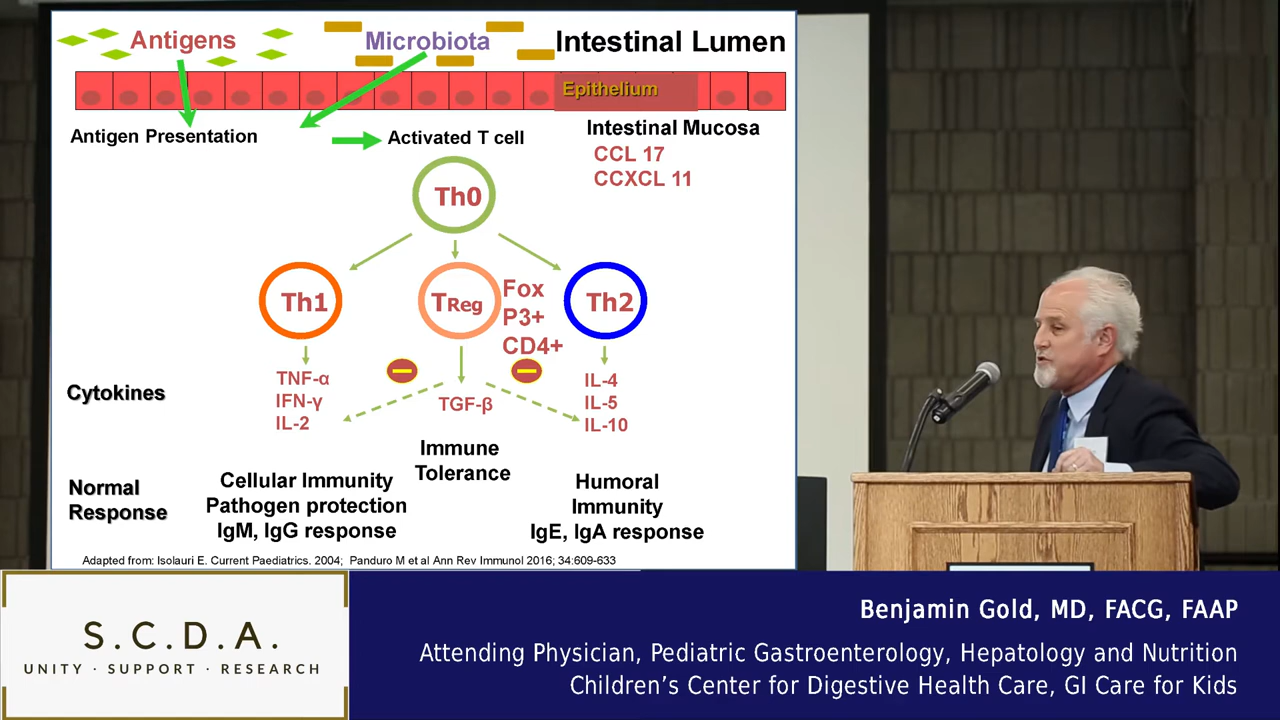 Antigens
Microbiota
Intestinal Lumen
Epithelium
Antigen Presentation
Activated T cell
Intestinal Mucosa
CCL 17
CCXCL 11
Th0
Th1
TReg
Fox
P3+
CD4+
Th2
Cytokines
TNF-α
IFN-γ
IL-2
TGF-β
IL-4
IL-5
IL-10
Immune
Tolerance
Normal
Response
Cellular Immunity
Pathogen protection
IgM, IgG response
Humoral
Immunity
IgE, IgA response
Adapted from: Isolauri E. Current Paediatrics. 2004; Panduro M et al Ann Rev Immunol 2016; 34:609-633
S.C.D.A.
UNITY · SUPPORT · RESEARCH
Benjamin Gold, MD, FACG, FAAP
Attending Physician, Pediatric Gastroenterology, Hepatology and Nutrition
Children's Center for Digestive Health Care, GI Care for Kids